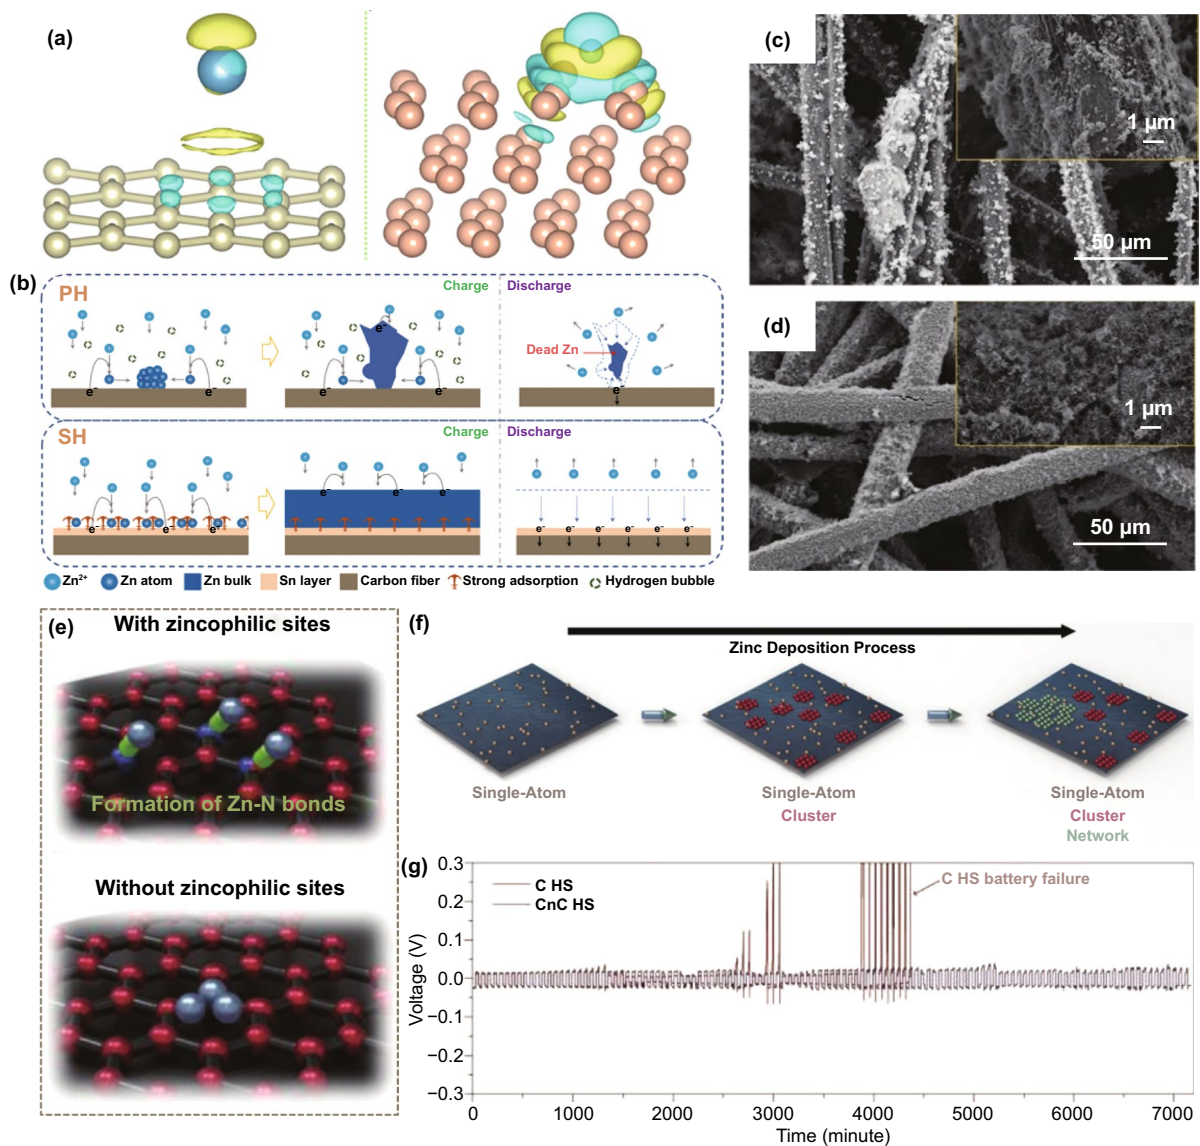 (a)
(b)
PH
Charge
Discharge
e⁻
e⁻
e⁻
e⁻
e⁻
Dead Zn
e⁻
SH
Charge
Discharge
e⁻
e⁻
e⁻
e⁻
e⁻
e⁻
e⁻ e⁻ e⁻ e⁻ e⁻ e⁻
Zn²⁺ Zn atom Zn bulk Sn layer Carbon fiber Strong adsorption Hydrogen bubble
(c)
1 µm
50 µm
(d)
1 µm
50 µm
(e)
With zincophilic sites
Formation of Zn-N bonds
Without zincophilic sites
(f)
Zinc Deposition Process
Single-Atom
Single-Atom
Cluster
Single-Atom
Cluster
Network
(g)
C HS
CnC HS
C HS battery failure
Voltage (V)
0.3
0.2
0.1
0.0
−0.1
−0.2
−0.3
0 1000 2000 3000 4000 5000 6000 7000
Time (minute)